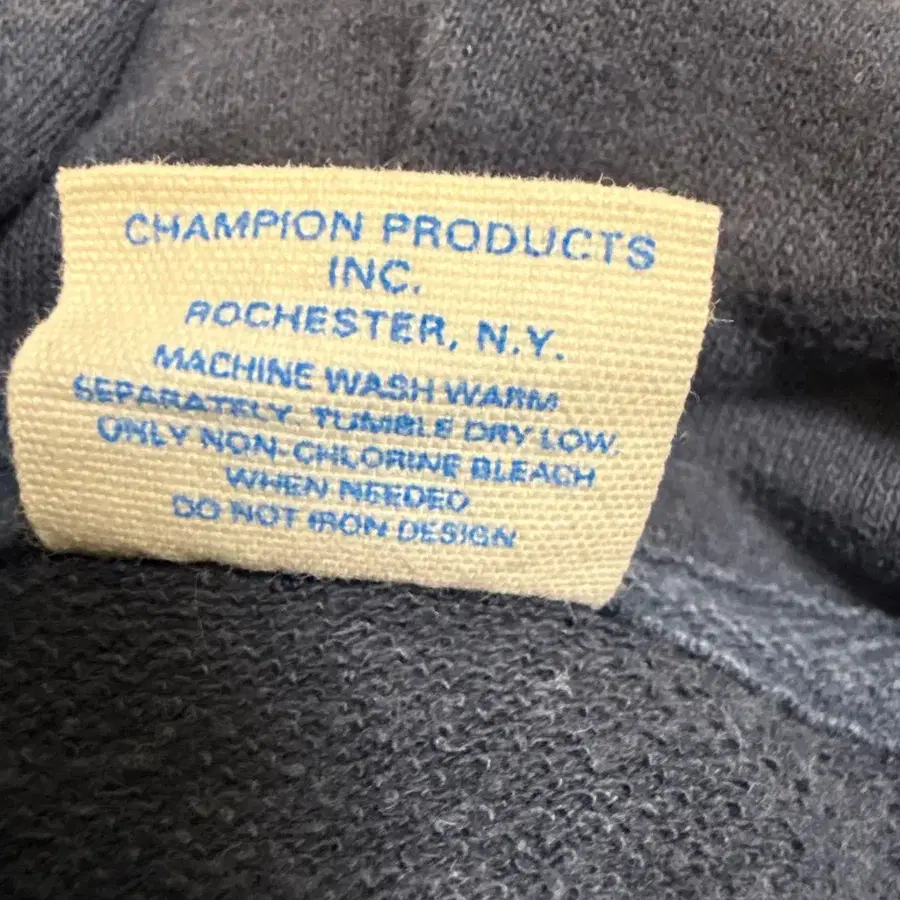 CHAMPION PRODUCTS
INC.
ROCHESTER, N.Y.
MACHINE WASH WARM
SEPARATELY. TUMBLE DRY LOW,
ONLY NON-CHLORINE BLEACH
WHEN NEEDED
DO NOT IRON DESIGN